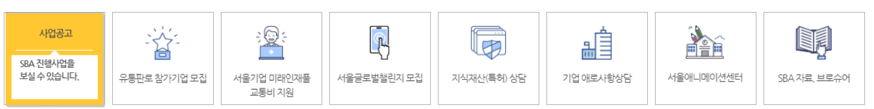 사업공고
SBA 진행사업을
보실 수 있습니다.
유통판로 참가기업 모집
서울기업 미래인재풀
교통비 지원
서울글로벌챌린지 모집
지식재산(특허) 상담
기업 애로사항상담
서울애니메이션센터
SBA 자료, 브로슈어